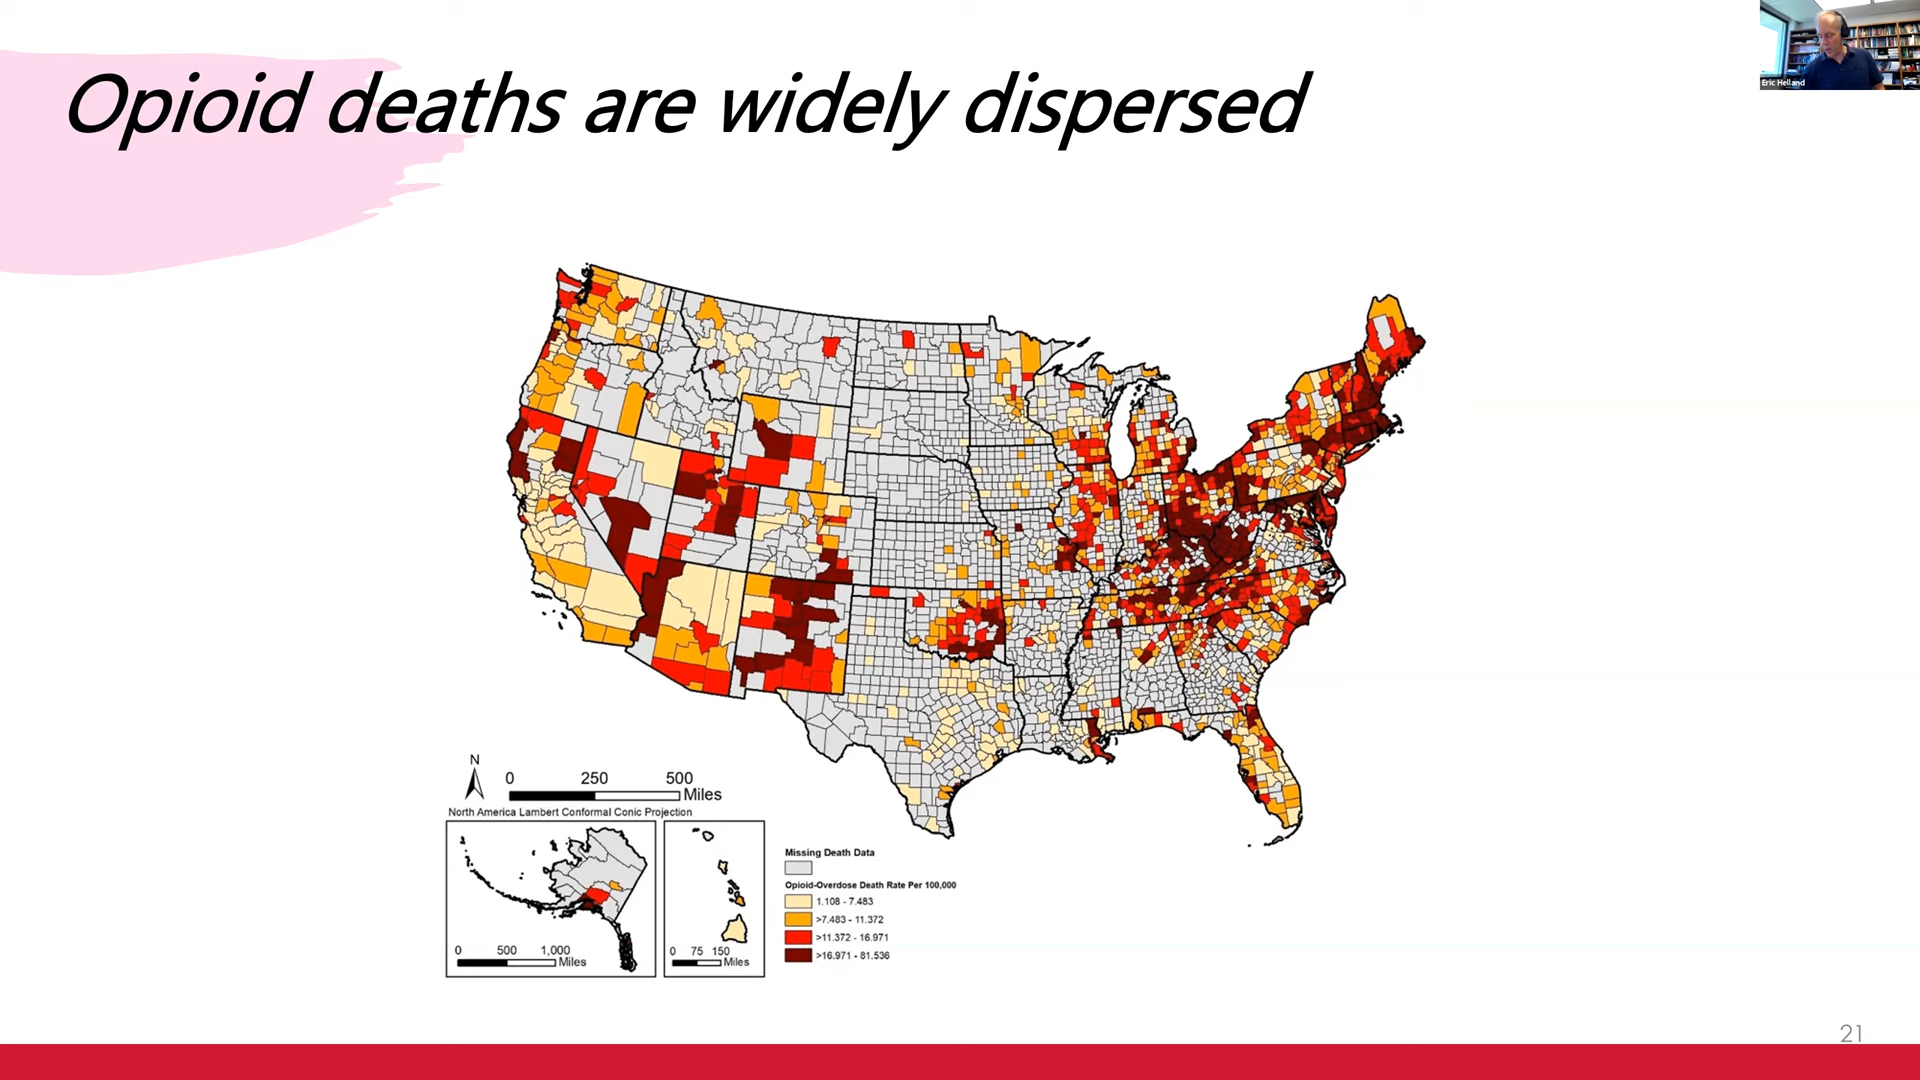 Opioid deaths are widely dispersed
Eric Helland
N
0 250 500
Miles
North America Lambert Conformal Conic Projection
0 500 1,000
Miles
0 75 150
Miles
Missing Death Data
Opioid-Overdose Death Rate Per 100,000
1.108 - 7.483
>7.483 - 11.372
>11.372 - 16.971
>16.971 - 81.536
21